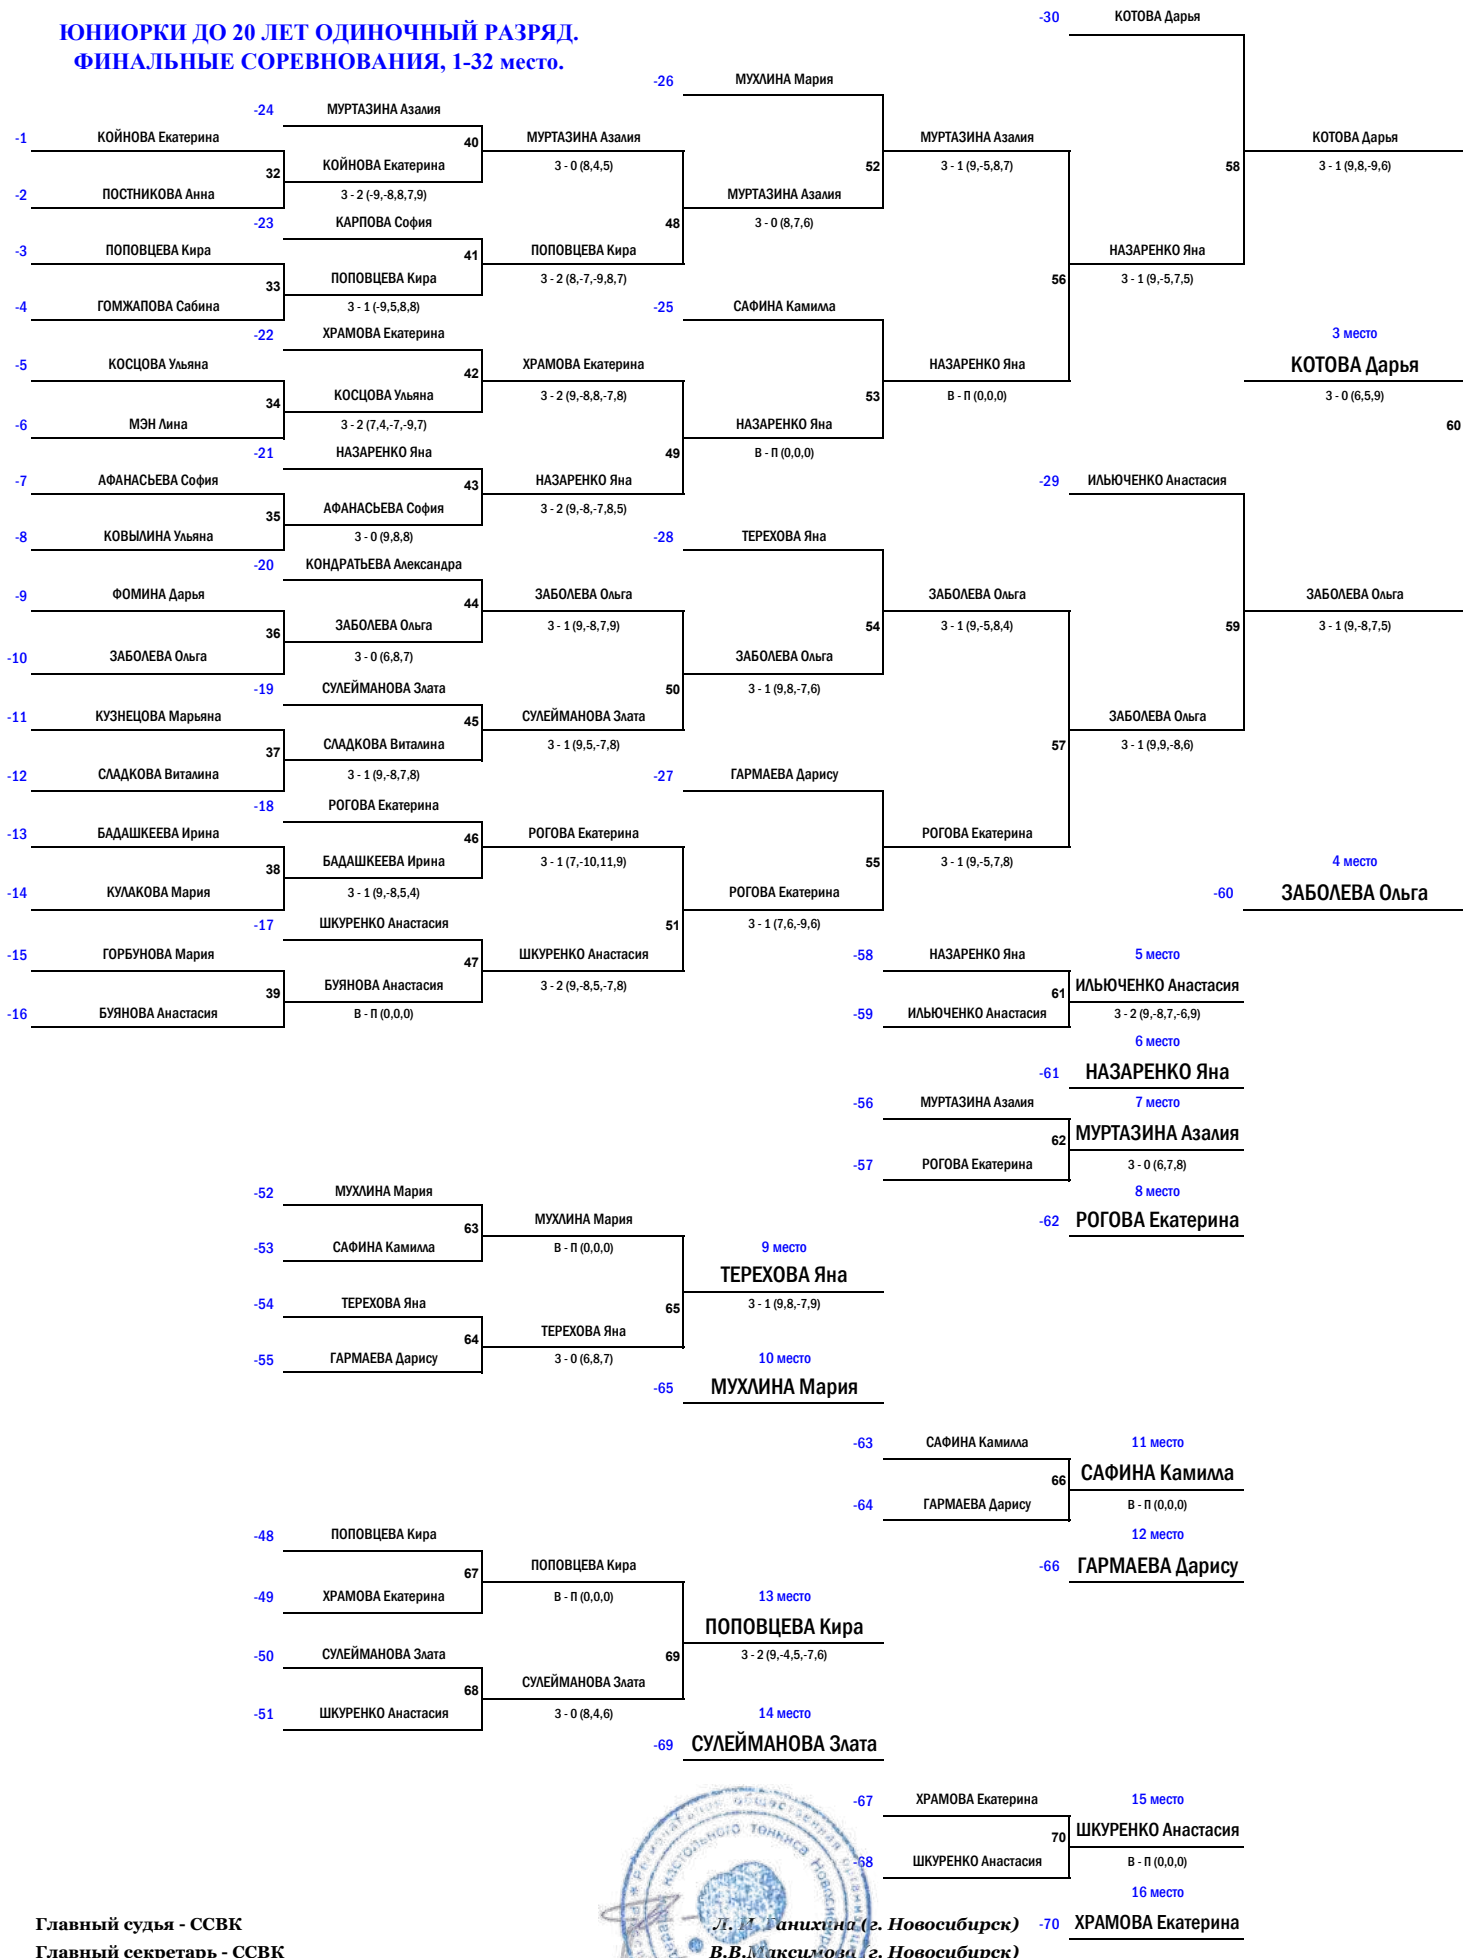 ЮНИОРКИ ДО 20 ЛЕТ ОДИНОЧНЫЙ РАЗРЯД.
ФИНАЛЬНЫЕ СОРЕВНОВАНИЯ, 1-32 место.
-1 КОЙНОВА Екатерина
32
-2 ПОСТНИКОВА Анна
-3 ПОПОВЦЕВА Кира
33
-4 ГОМЖАПОВА Сабина
-5 КОСЦОВА Ульяна
34
-6 МЭН Лина
-7 АФАНАСЬЕВА София
35
-8 КОВЫЛИНА Ульяна
-9 ФОМИНА Дарья
36
-10 ЗАБОЛЕВА Ольга
-11 КУЗНЕЦОВА Марьяна
37
-12 СЛАДКОВА Виталина
-13 БАДАШКЕЕВА Ирина
38
-14 КУЛАКОВА Мария
-15 ГОРБУНОВА Мария
39
-16 БУЯНОВА Анастасия
-24 МУРТАЗИНА Азалия
40
КОЙНОВА Екатерина
3 - 2 (-9,-8,8,7,9)
-23 КАРПОВА София
41
ПОПОВЦЕВА Кира
3 - 1 (-9,5,8,8)
-22 ХРАМОВА Екатерина
42
КОСЦОВА Ульяна
3 - 2 (7,4,-7,-9,7)
-21 НАЗАРЕНКО Яна
43
АФАНАСЬЕВА София
3 - 0 (9,8,8)
-20 КОНДРАТЬЕВА Александра
44
ЗАБОЛЕВА Ольга
3 - 0 (6,8,7)
-19 СУЛЕЙМАНОВА Злата
45
СЛАДКОВА Виталина
3 - 1 (9,-8,7,8)
-18 РОГОВА Екатерина
46
БАДАШКЕЕВА Ирина
3 - 1 (9,-8,5,4)
-17 ШКУРЕНКО Анастасия
47
БУЯНОВА Анастасия
В - П (0,0,0)
МУРТАЗИНА Азалия
3 - 0 (8,4,5)
48
ПОПОВЦЕВА Кира
3 - 2 (8,-7,-9,8,7)
ХРАМОВА Екатерина
3 - 2 (9,-8,8,-7,8)
49
НАЗАРЕНКО Яна
3 - 2 (9,-8,-7,8,5)
ЗАБОЛЕВА Ольга
3 - 1 (9,-8,7,9)
50
СУЛЕЙМАНОВА Злата
3 - 1 (9,5,-7,8)
РОГОВА Екатерина
3 - 1 (7,-10,11,9)
51
ШКУРЕНКО Анастасия
3 - 2 (9,-8,5,-7,8)
-26 МУХЛИНА Мария
52
МУРТАЗИНА Азалия
3 - 0 (8,7,6)
-25 САФИНА Камилла
53
НАЗАРЕНКО Яна
В - П (0,0,0)
-28 ТЕРЕХОВА Яна
54
ЗАБОЛЕВА Ольга
3 - 1 (9,8,-7,6)
-27 ГАРМАЕВА Дарису
55
РОГОВА Екатерина
3 - 1 (7,6,-9,6)
МУРТАЗИНА Азалия
3 - 1 (9,-5,8,7)
56
НАЗАРЕНКО Яна
В - П (0,0,0)
ЗАБОЛЕВА Ольга
3 - 1 (9,-5,8,4)
57
РОГОВА Екатерина
3 - 1 (9,-5,7,8)
-30 КОТОВА Дарья
58
НАЗАРЕНКО Яна
3 - 1 (9,-5,7,5)
-29 ИЛЬЮЧЕНКО Анастасия
59
ЗАБОЛЕВА Ольга
3 - 1 (9,9,-8,6)
КОТОВА Дарья
3 - 1 (9,8,-9,6)
3 место
КОТОВА Дарья
3 - 0 (6,5,9)
60
ЗАБОЛЕВА Ольга
3 - 1 (9,-8,7,5)
4 место
-60 ЗАБОЛЕВА Ольга
-58 НАЗАРЕНКО Яна
61
-59 ИЛЬЮЧЕНКО Анастасия
5 место
ИЛЬЮЧЕНКО Анастасия
3 - 2 (9,-8,7,-6,9)
6 место
-61 НАЗАРЕНКО Яна
-56 МУРТАЗИНА Азалия
62
-57 РОГОВА Екатерина
7 место
МУРТАЗИНА Азалия
3 - 0 (6,7,8)
8 место
-62 РОГОВА Екатерина
-52 МУХЛИНА Мария
63
-53 САФИНА Камилла
-54 ТЕРЕХОВА Яна
64
-55 ГАРМАЕВА Дарису
МУХЛИНА Мария
В - П (0,0,0)
65
ТЕРЕХОВА Яна
3 - 0 (6,8,7)
9 место
ТЕРЕХОВА Яна
3 - 1 (9,8,-7,9)
10 место
-65 МУХЛИНА Мария
-63 САФИНА Камилла
66
-64 ГАРМАЕВА Дарису
11 место
САФИНА Камилла
В - П (0,0,0)
12 место
-66 ГАРМАЕВА Дарису
-48 ПОПОВЦЕВА Кира
67
-49 ХРАМОВА Екатерина
-50 СУЛЕЙМАНОВА Злата
68
-51 ШКУРЕНКО Анастасия
ПОПОВЦЕВА Кира
В - П (0,0,0)
69
СУЛЕЙМАНОВА Злата
3 - 0 (8,4,6)
13 место
ПОПОВЦЕВА Кира
3 - 2 (9,-4,5,-7,6)
14 место
-69 СУЛЕЙМАНОВА Злата
-67 ХРАМОВА Екатерина
70
-68 ШКУРЕНКО Анастасия
15 место
ШКУРЕНКО Анастасия
В - П (0,0,0)
16 место
-70 ХРАМОВА Екатерина
Главный судья - ССВК Л. И. Ганихина (г. Новосибирск)
Главный секретарь - ССВК В.В.Максимова (г. Новосибирск)
настольного тенниса